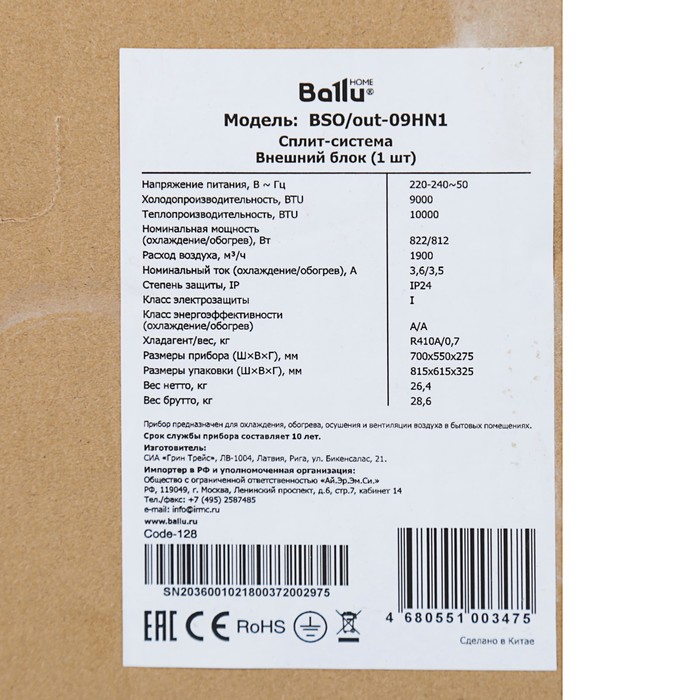 Ballu® HOME
Модель: BSO/out-09HN1
Сплит-система
Внешний блок (1 шт)
Напряжение питания, В ~ Гц 220-240~50
Холодопроизводительность, BTU 9000
Теплопроизводительность, BTU 10000
Номинальная мощность
(охлаждение/обогрев), Вт 822/812
Расход воздуха, м³/ч 1900
Номинальный ток (охлаждение/обогрев), А 3,6/3,5
Степень защиты, IP IP24
Класс электрозащиты I
Класс энергоэффективности
(охлаждение/обогрев) A/A
Хладагент/вес, кг R410A/0,7
Размеры прибора (Ш×В×Г), мм 700x550x275
Размеры упаковки (Ш×В×Г), мм 815x615x325
Вес нетто, кг 26,4
Вес брутто, кг 28,6
Прибор предназначен для охлаждения, обогрева, осушения и вентиляции воздуха в бытовых помещениях.
Срок службы прибора составляет 10 лет.
Изготовитель:
СИА «Грин Трейс», ЛВ-1004, Латвия, Рига, ул. Бикенсалас, 21.
Импортер в РФ и уполномоченная организация:
Общество с ограниченной ответственностью «Ай.Эр.Эм.Си.»
РФ, 119049, г. Москва, Ленинский проспект, д.6, стр.7, кабинет 14
Тел./факс: +7 (495) 2587485
e-mail: info@irmc.ru
www.ballu.ru
Code-128
SN2036001021800372002975
EAC CE RoHS
4 680551 003475
Сделано в Китае